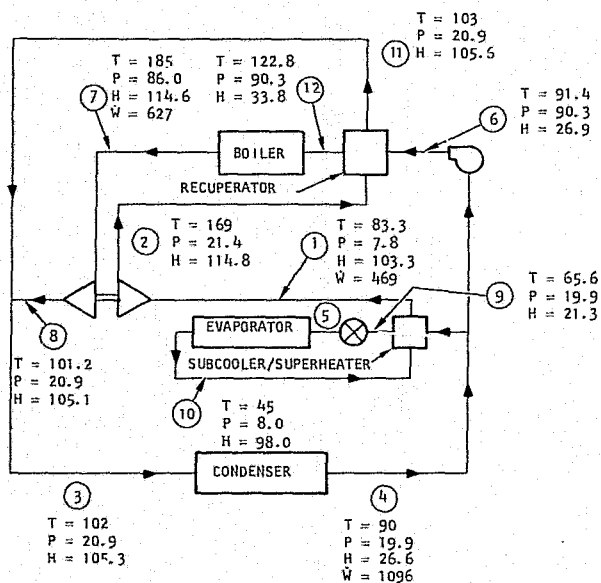 T = 103
P = 20.9
H = 105.6
11
T = 185
P = 86.0
H = 114.6
Ẇ = 627
7
T = 122.8
P = 90.3
H = 33.8
12
T = 91.4
P = 90.3
H = 26.9
6
BOILER
RECUPERATOR
2
T = 169
P = 21.4
H = 114.8
1
T = 83.3
P = 7.8
H = 103.3
Ẇ = 469
9
T = 65.6
P = 19.9
H = 21.3
5
EVAPORATOR
SUBCOOLER/SUPERHEATER
8
T = 101.2
P = 20.9
H = 105.1
10
T = 45
P = 8.0
H = 98.0
CONDENSER
3
T = 102
P = 20.9
H = 105.3
4
T = 90
P = 19.9
H = 26.6
Ẇ = 1096